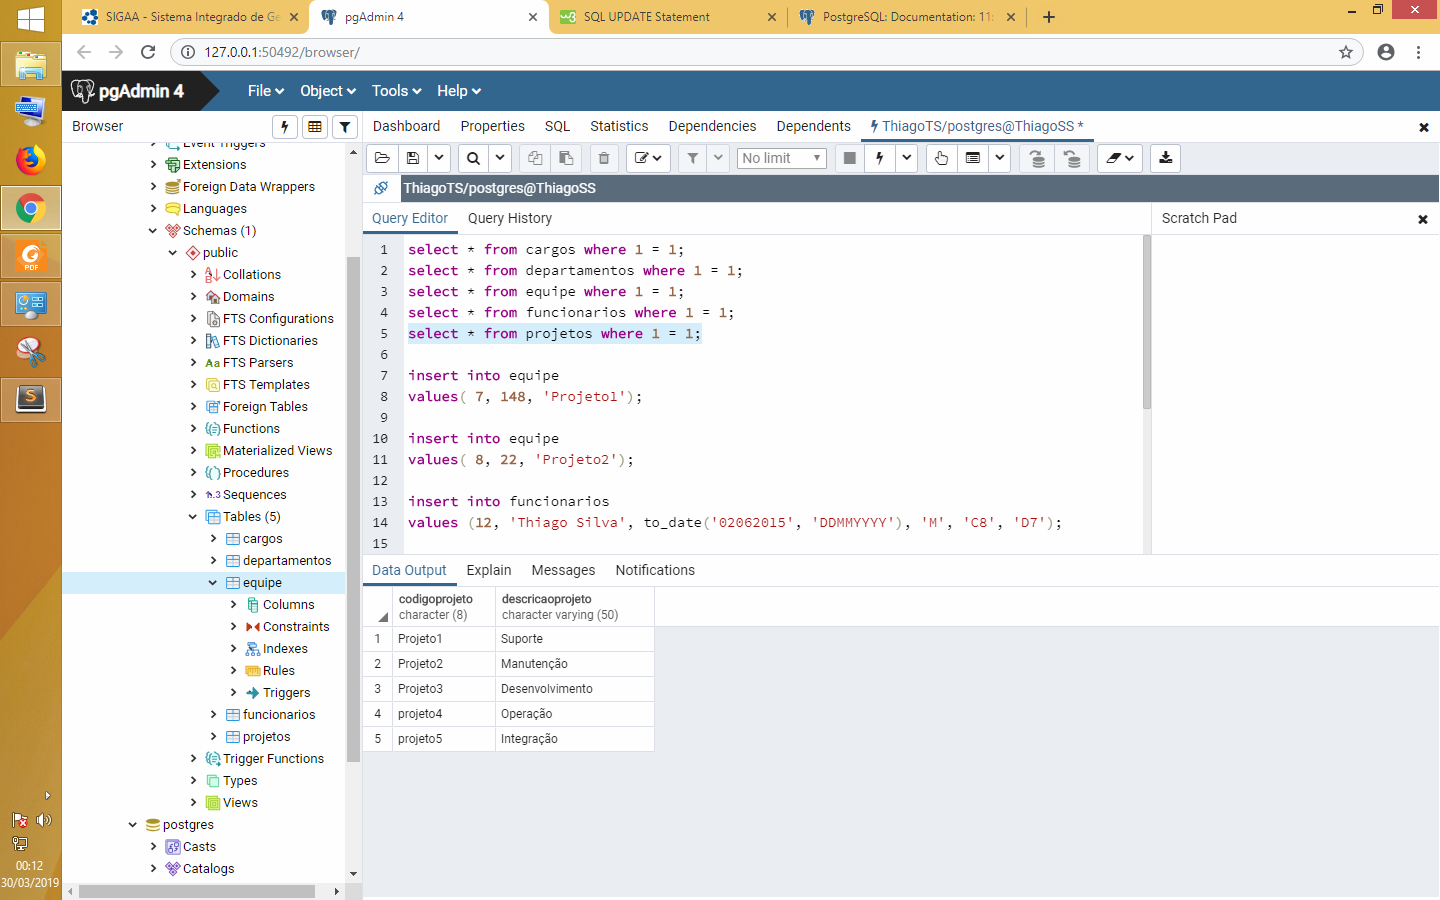 SIGAA - Sistema Integrado de Ge
pgAdmin 4
SQL UPDATE Statement
PostgreSQL: Documentation: 11:
127.0.0.1:50492/browser/
pgAdmin 4
File
Object
Tools
Help
Browser
Dashboard
Properties
SQL
Statistics
Dependencies
Dependents
ThiagoTS/postgres@ThiagoSS *
No limit
ThiagoTS/postgres@ThiagoSS
Query Editor
Query History
Scratch Pad
Event Triggers
Extensions
Foreign Data Wrappers
Languages
Schemas (1)
public
Collations
Domains
FTS Configurations
FTS Dictionaries
Aa FTS Parsers
FTS Templates
Foreign Tables
Functions
Materialized Views
Procedures
1..3 Sequences
Tables (5)
cargos
departamentos
equipe
Columns
Constraints
Indexes
Rules
Triggers
funcionarios
projetos
Trigger Functions
Types
Views
postgres
Casts
Catalogs
1 select * from cargos where 1 = 1;
2 select * from departamentos where 1 = 1;
3 select * from equipe where 1 = 1;
4 select * from funcionarios where 1 = 1;
5 select * from projetos where 1 = 1;
6
7 insert into equipe
8 values( 7, 148, 'Projeto1');
9
10 insert into equipe
11 values( 8, 22, 'Projeto2');
12
13 insert into funcionarios
14 values (12, 'Thiago Silva', to_date('02062015', 'DDMMYYYY'), 'M', 'C8', 'D7');
15
Data Output
Explain
Messages
Notifications
codigoprojeto
character (8)
descricaoprojeto
character varying (50)
1 Projeto1 Suporte
2 Projeto2 Manutenção
3 Projeto3 Desenvolvimento
4 projeto4 Operação
5 projeto5 Integração
PDF
S
00:12
30/03/2019